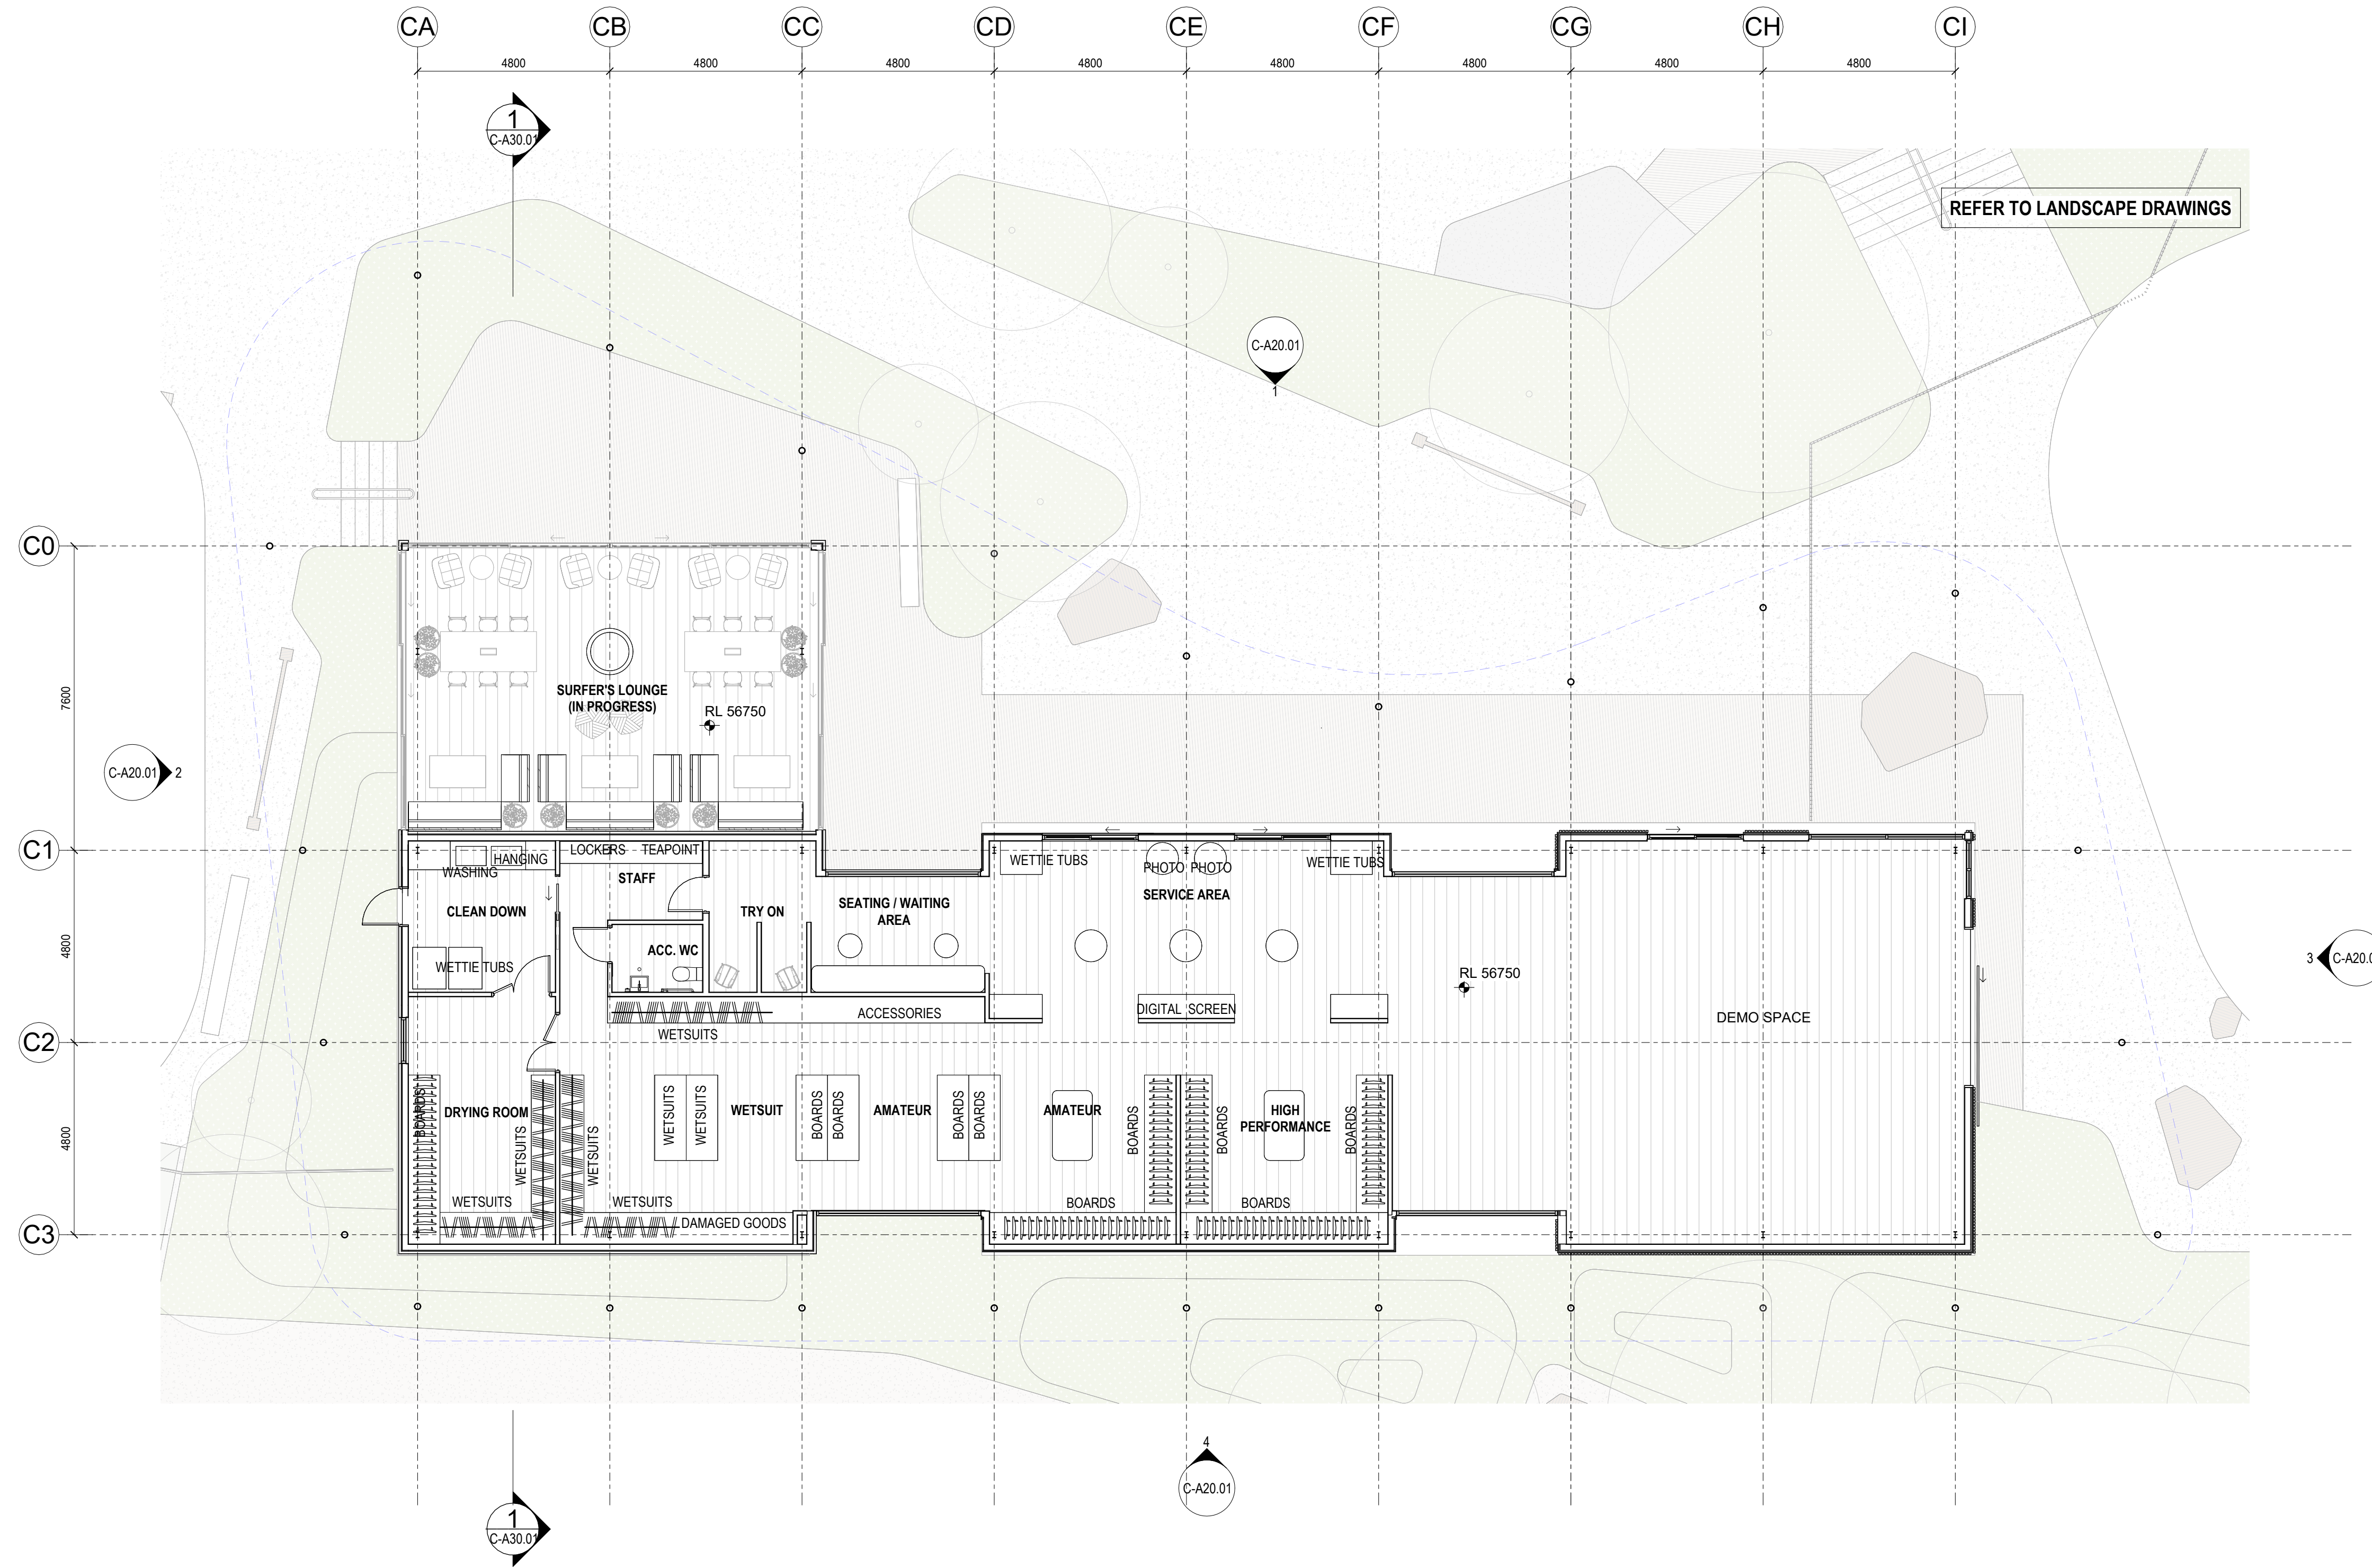 CA CB CC CD CE CF CG CH CI
4800 4800 4800 4800 4800 4800 4800 4800
1
C-A30.01
REFER TO LANDSCAPE DRAWINGS
C-A20.01
1
C0
7600
SURFER'S LOUNGE
(IN PROGRESS)
RL 56750
C-A20.01 2
C1
HANGING
WASHING
LOCKERS TEAPOINT
STAFF
CLEAN DOWN
TRY ON
SEATING / WAITING
AREA
WETTIE TUBS
PHOTO PHOTO
WETTIE TUBS
SERVICE AREA
4800
ACC. WC
WETTIE TUBS
RL 56750
3
DIGITAL SCREEN
ACCESSORIES
WETSUITS
DEMO SPACE
C2
4800
BOARDS
DRYING ROOM
WETSUITS
WETSUITS
WETSUITS
WETSUITS
WETSUIT
BOARDS
BOARDS
AMATEUR
BOARDS
BOARDS
AMATEUR
BOARDS
BOARDS
HIGH
PERFORMANCE
BOARDS
WETSUITS
WETSUITS
DAMAGED GOODS
BOARDS
BOARDS
C3
4
C-A20.01
1
C-A30.01